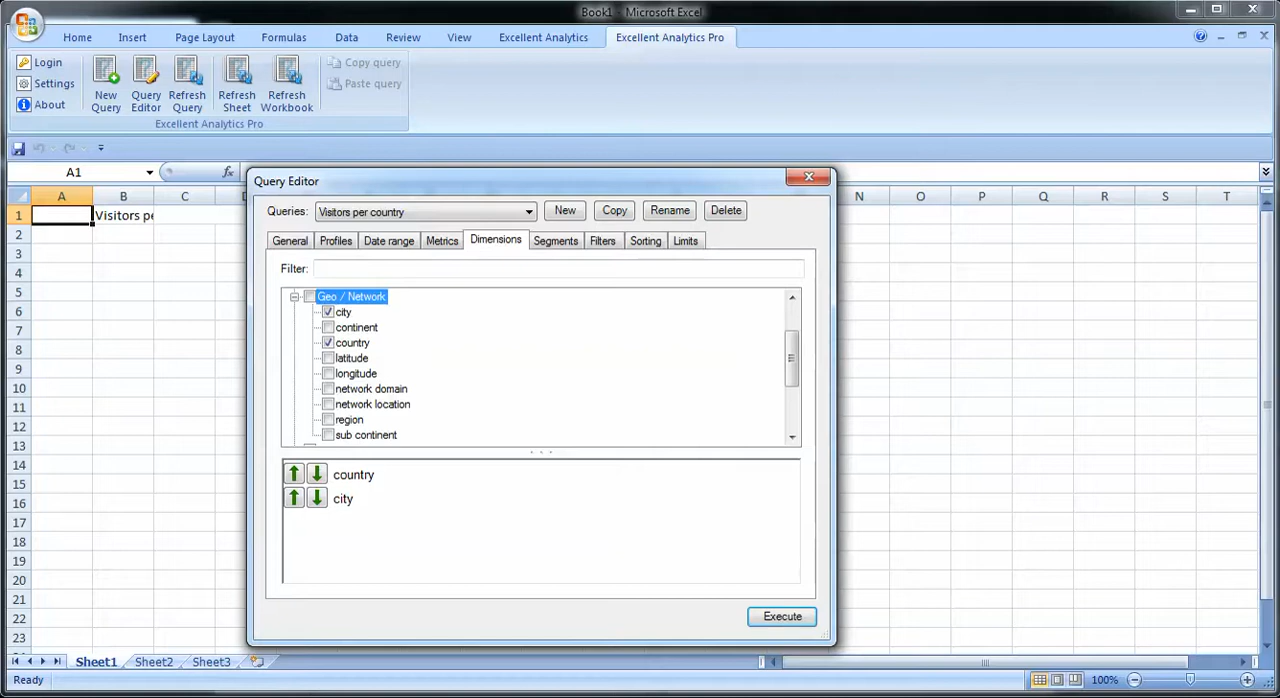 Book1 - Microsoft Excel
Home Insert Page Layout Formulas Data Review View Excellent Analytics Excellent Analytics Pro
Login
Settings
About
New Query
Query Editor
Refresh Query
Refresh Sheet
Refresh Workbook
Copy query
Paste query
Excellent Analytics Pro
A1
fx
A B C D N O P Q R S T
1 Visitors pe
2
3
4
5
6
7
8
9
10
11
12
13
14
15
16
17
18
19
20
21
22
23
Query Editor
Queries: Visitors per country New Copy Rename Delete
General Profiles Date range Metrics Dimensions Segments Filters Sorting Limits
Filter:
Geo / Network
city
continent
country
latitude
longitude
network domain
network location
region
sub continent
country
city
Execute
Sheet1 Sheet2 Sheet3
Ready 100%